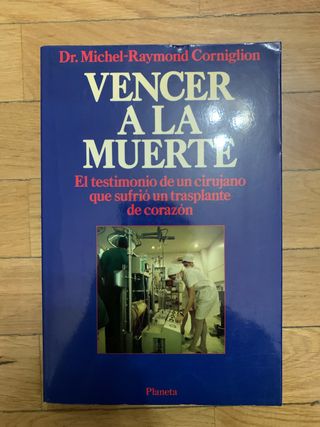 Dr. Michel-Raymond Corniglion
VENCER
A LA
MUERTE
El testimonio de un cirujano
que sufrió un trasplante
de corazón
Planeta